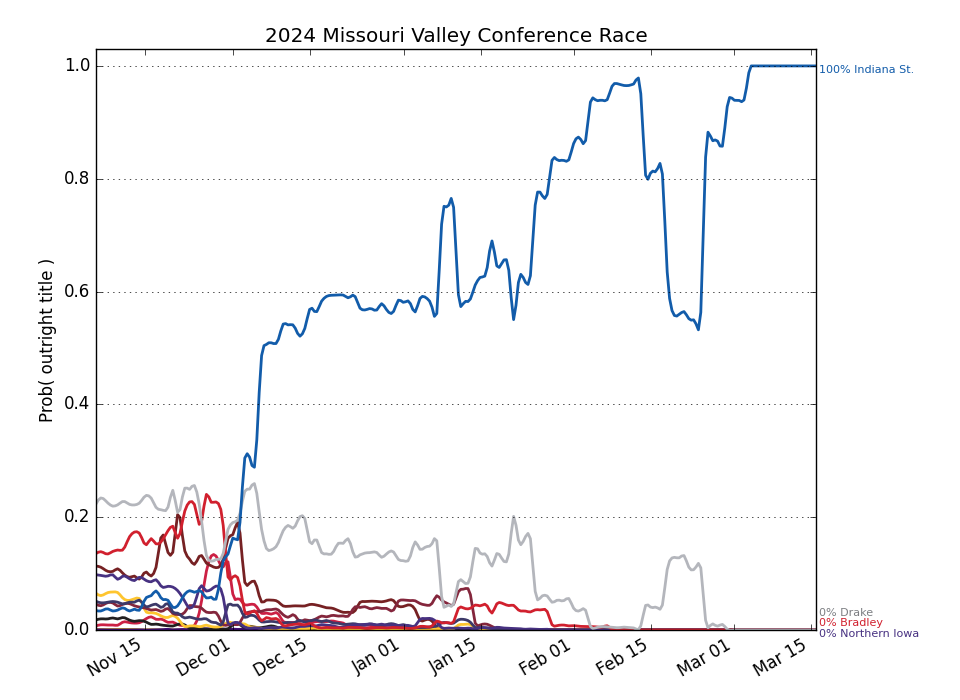 2024 Missouri Valley Conference Race
1.0
0.8
0.6
0.4
0.2
0.0
Prob( outright title )
100% Indiana St.
0% Drake
0% Bradley
0% Northern Iowa
Nov 15
Dec 01
Dec 15
Jan 01
Jan 15
Feb 01
Feb 15
Mar 01
Mar 15